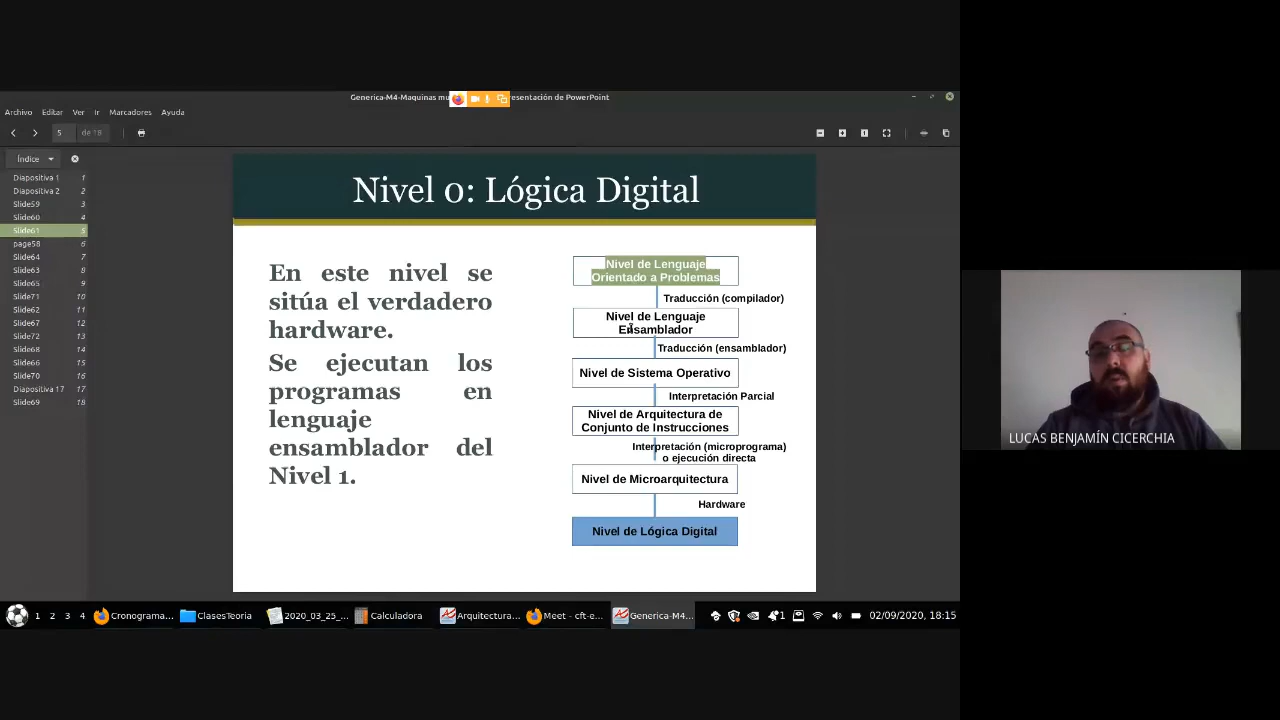 Generica-M4-Maquinas mu
resentación de PowerPoint
Archivo Editar Ver Ir Marcadores Ayuda
5 de 18
Índice
Diapositiva 1 1
Diapositiva 2 2
Slide59 3
Slide60 4
Slide61 5
page58 6
Slide64 7
Slide63 8
Slide65 9
Slide71 10
Slide62 11
Slide67 12
Slide72 13
Slide68 14
Slide66 15
Slide70 16
Diapositiva 17 17
Slide69 18
Nivel 0: Lógica Digital
En este nivel se
sitúa el verdadero
hardware.
Se ejecutan los
programas en
lenguaje
ensamblador del
Nivel 1.
Nivel de Lenguaje
Orientado a Problemas
Traducción (compilador)
Nivel de Lenguaje
Ensamblador
Traducción (ensamblador)
Nivel de Sistema Operativo
Interpretación Parcial
Nivel de Arquitectura de
Conjunto de Instrucciones
Interpretación (microprograma)
o ejecución directa
Nivel de Microarquitectura
Hardware
Nivel de Lógica Digital
LUCAS BENJAMÍN CICERCHIA
1 2 3 4 Cronograma... ClasesTeoria 2020_03_25_... Calculadora Arquitectura... Meet - cft-e... Generica-M4... 1 02/09/2020, 18:15